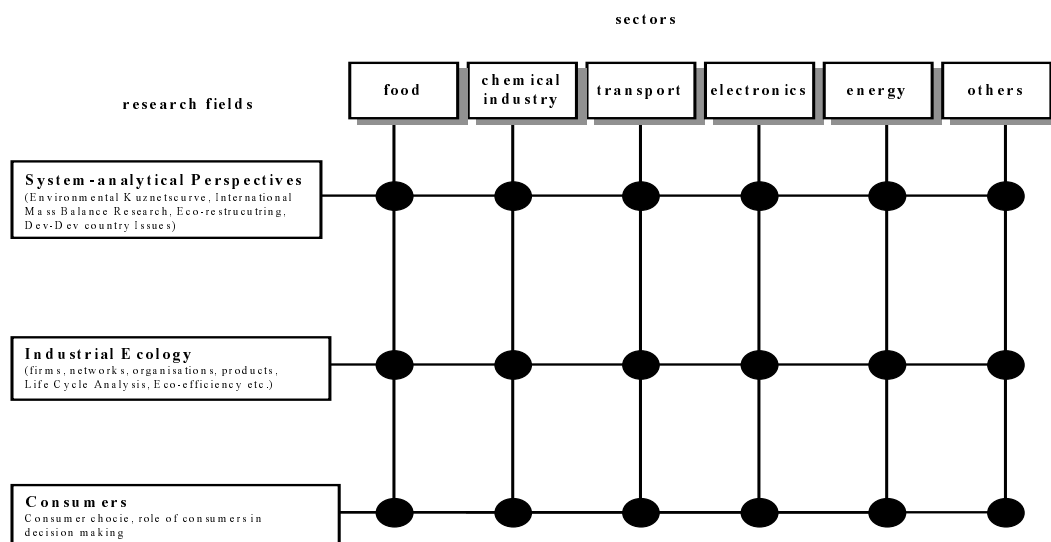 sectors
food
chemical
industry
transport
electronics
energy
others
research fields
System-analytical Perspectives
(Environmental Kuznetscurve, International
Mass Balance Research, Eco-restrucutring,
Dev-Dev country Issues)
Industrial Ecology
(firms, networks, organisations, products,
Life Cycle Analysis, Eco-efficiency etc.)
Consumers
Consumer chocie, role of consumers in
decision making